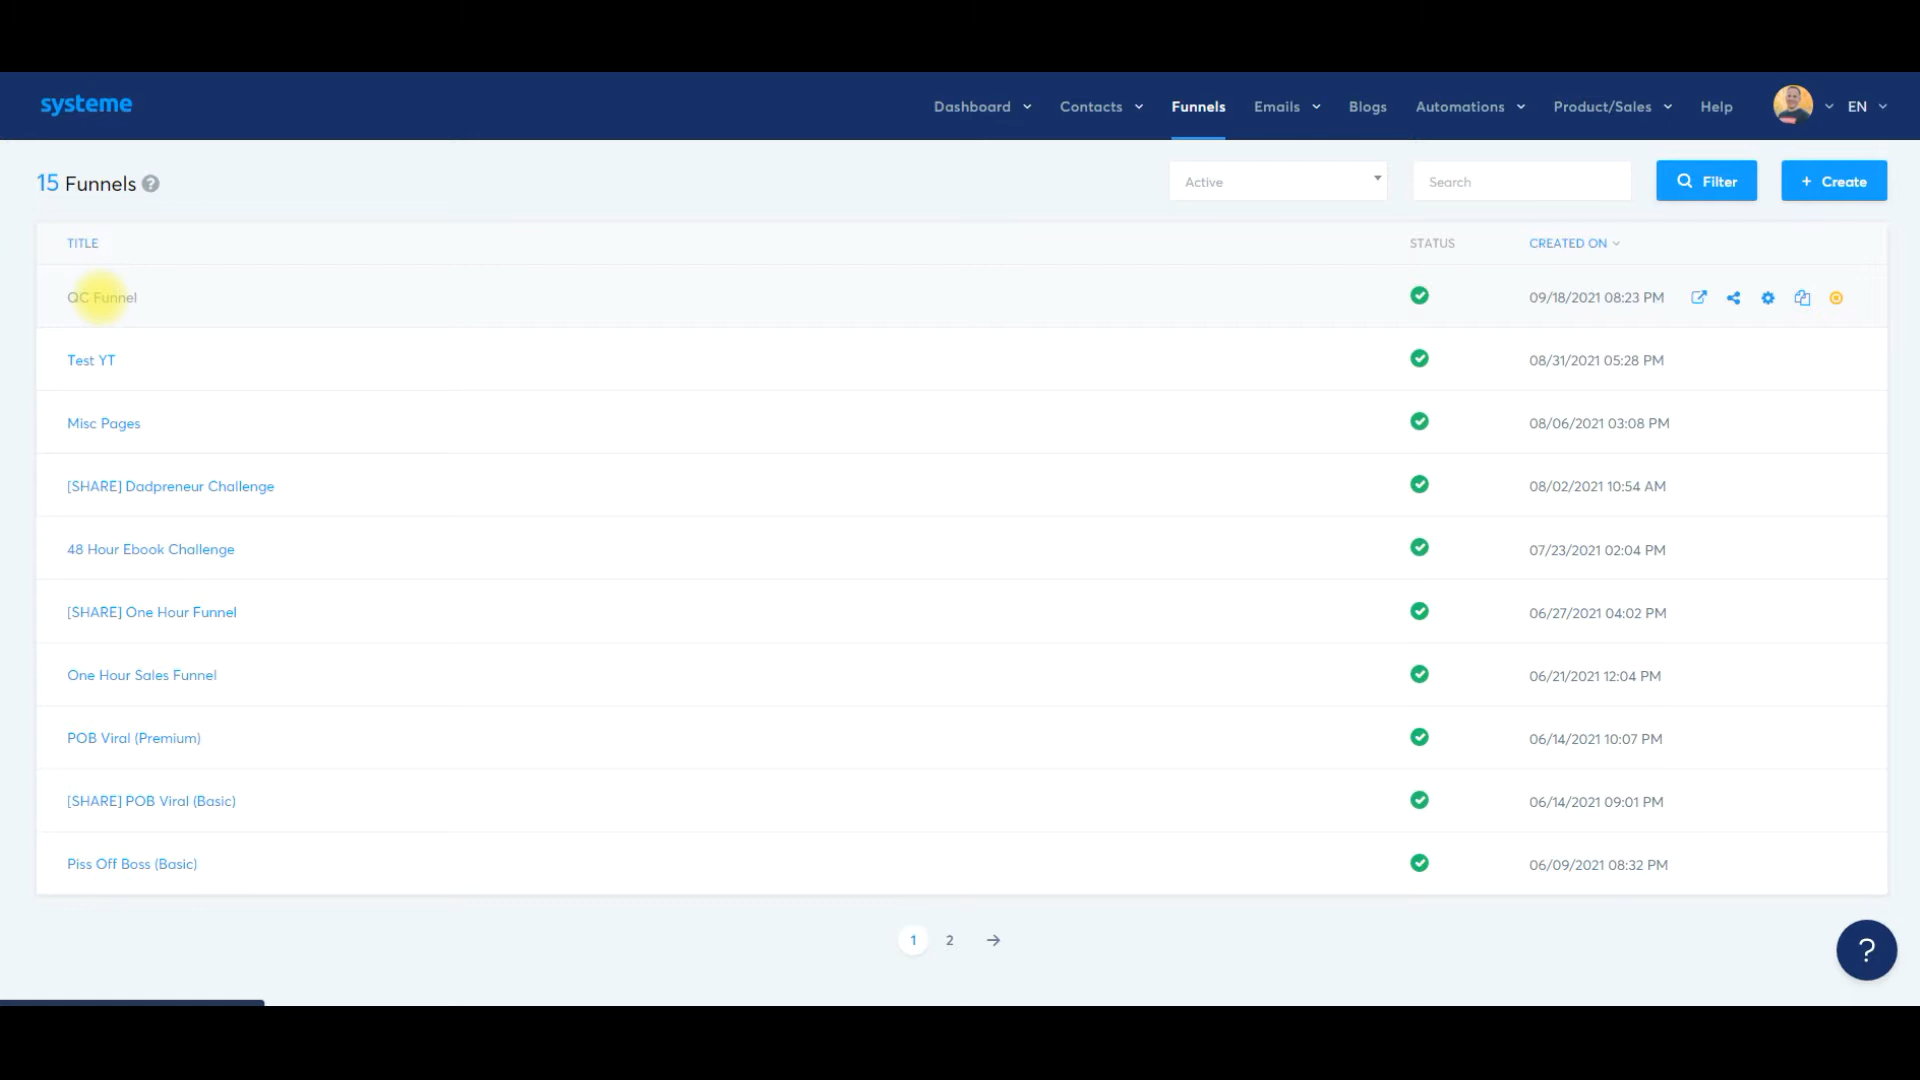 systeme
Dashboard Contacts Funnels Emails Blogs Automations Product/Sales Help EN
15 Funnels ?
Active Search Filter + Create
TITLE STATUS CREATED ON
QC Funnel 09/18/2021 08:23 PM
Test YT 08/31/2021 05:28 PM
Misc Pages 08/06/2021 03:08 PM
[SHARE] Dadpreneur Challenge 08/02/2021 10:54 AM
48 Hour Ebook Challenge 07/23/2021 02:04 PM
[SHARE] One Hour Funnel 06/27/2021 04:02 PM
One Hour Sales Funnel 06/21/2021 12:04 PM
POB Viral (Premium) 06/14/2021 10:07 PM
[SHARE] POB Viral (Basic) 06/14/2021 09:01 PM
Piss Off Boss (Basic) 06/09/2021 08:32 PM
1 2 →
?